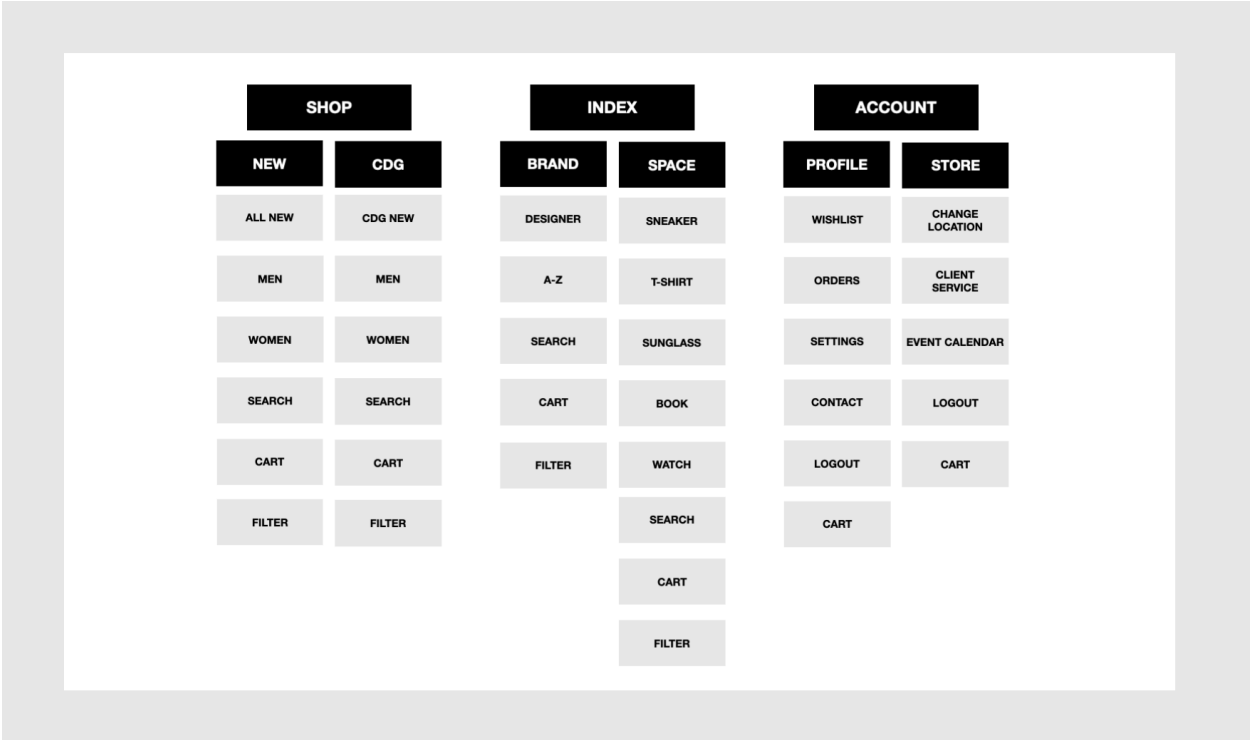 SHOP
INDEX
ACCOUNT
NEW
CDG
BRAND
SPACE
PROFILE
STORE
ALL NEW
CDG NEW
DESIGNER
SNEAKER
WISHLIST
CHANGE
LOCATION
MEN
MEN
A-Z
T-SHIRT
ORDERS
CLIENT
SERVICE
WOMEN
WOMEN
SEARCH
SUNGLASS
SETTINGS
EVENT CALENDAR
SEARCH
SEARCH
CART
BOOK
CONTACT
LOGOUT
CART
CART
FILTER
WATCH
LOGOUT
CART
FILTER
FILTER
SEARCH
CART
CART
FILTER